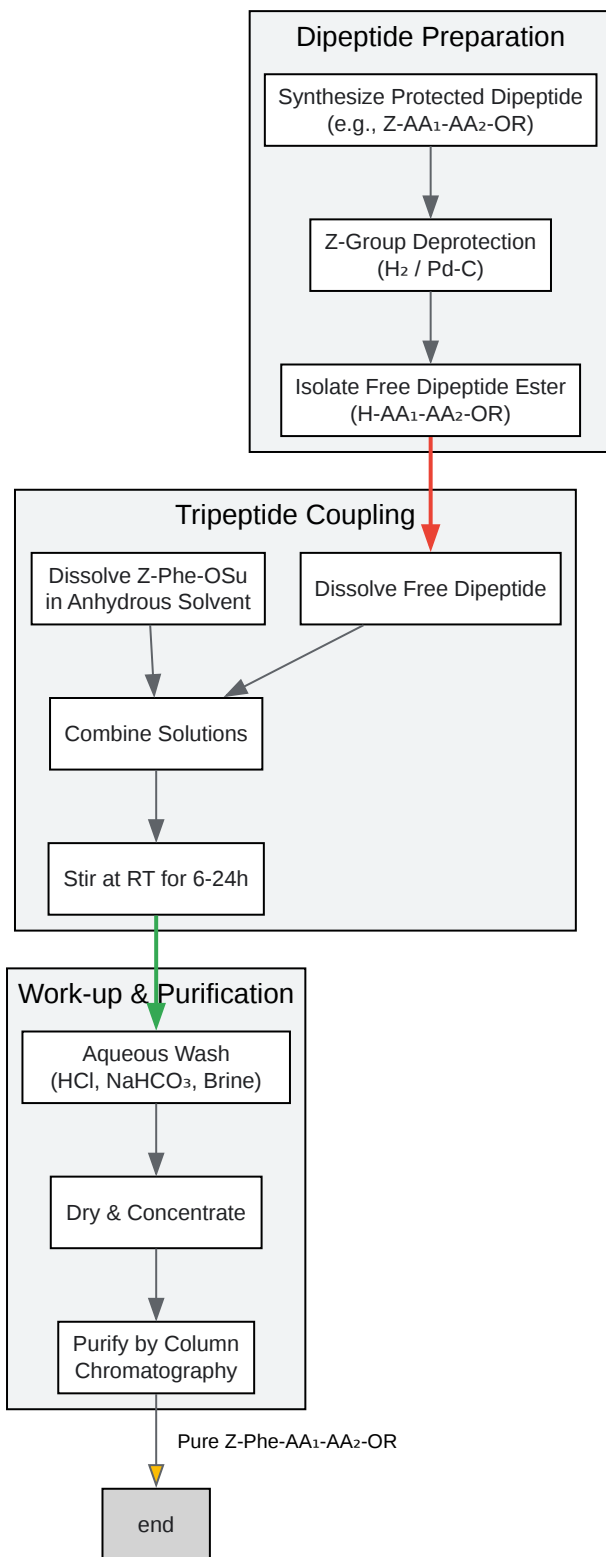 Dipeptide Preparation
Synthesize Protected Dipeptide
(e.g., Z-AA₁-AA₂-OR)
Z-Group Deprotection
(H₂ / Pd-C)
Isolate Free Dipeptide Ester
(H-AA₁-AA₂-OR)
Tripeptide Coupling
Dissolve Z-Phe-OSu
in Anhydrous Solvent
Dissolve Free Dipeptide
Combine Solutions
Stir at RT for 6-24h
Work-up & Purification
Aqueous Wash
(HCl, NaHCO₃, Brine)
Dry & Concentrate
Purify by Column
Chromatography
Pure Z-Phe-AA₁-AA₂-OR
end